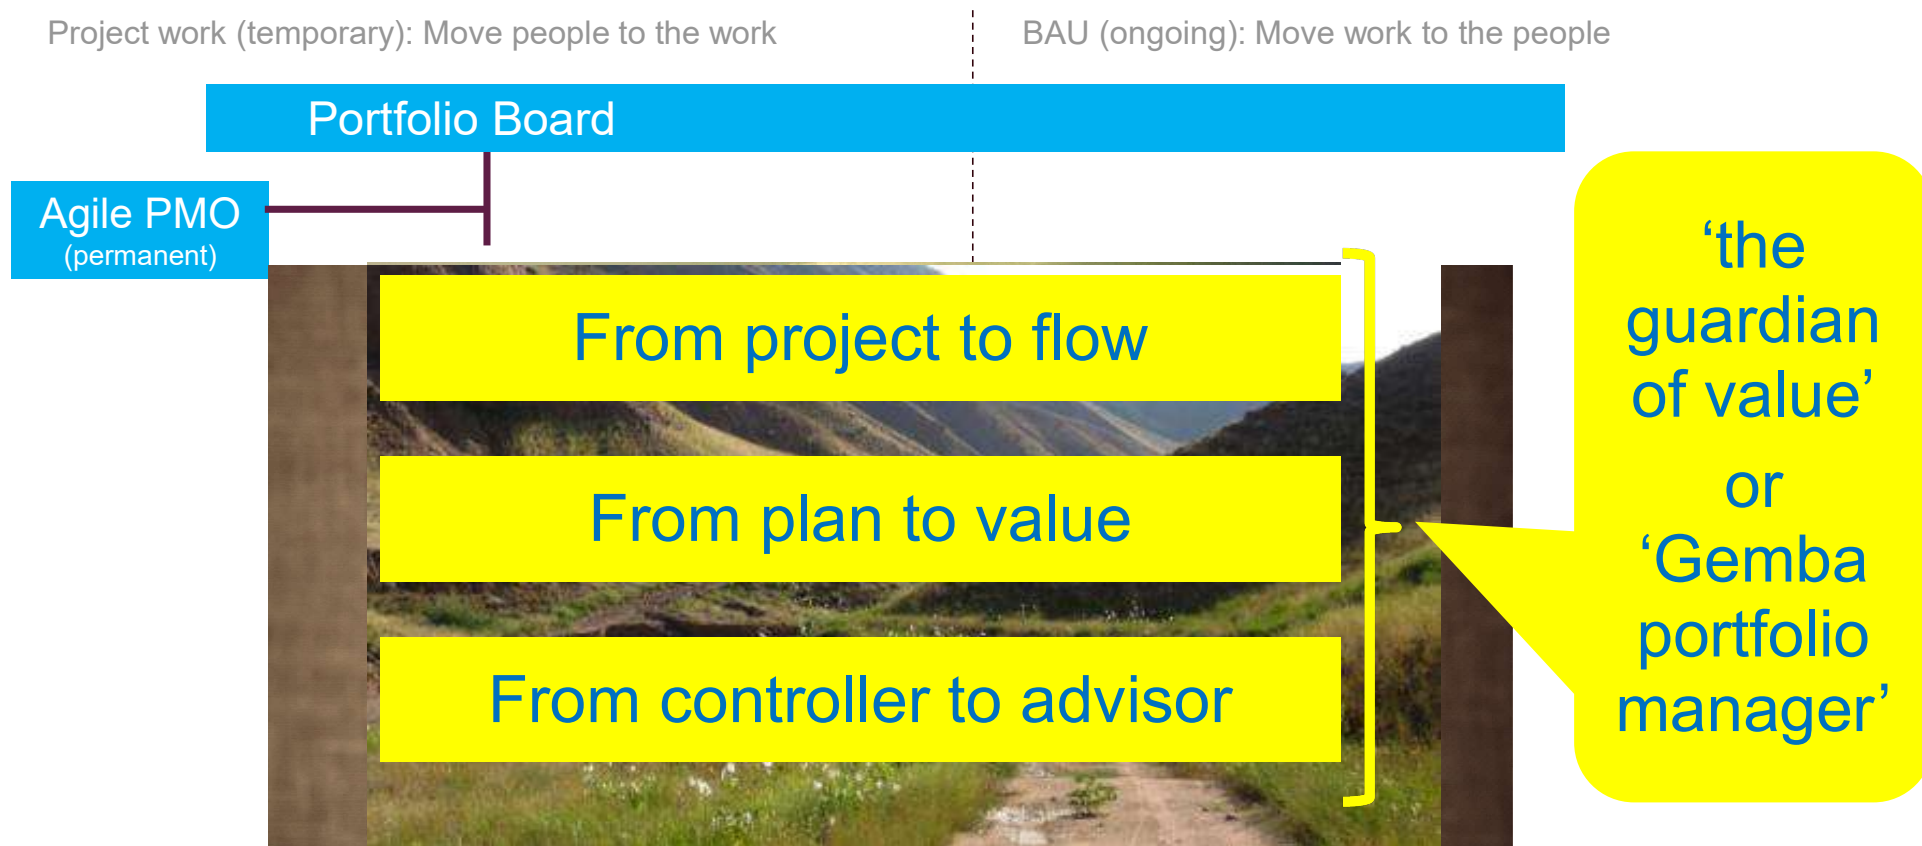 Project work (temporary): Move people to the work
BAU (ongoing): Move work to the people
Portfolio Board
Agile PMO
(permanent)
From project to flow
From plan to value
From controller to advisor
‘the
guardian
of value’
or
‘Gemba
portfolio
manager’